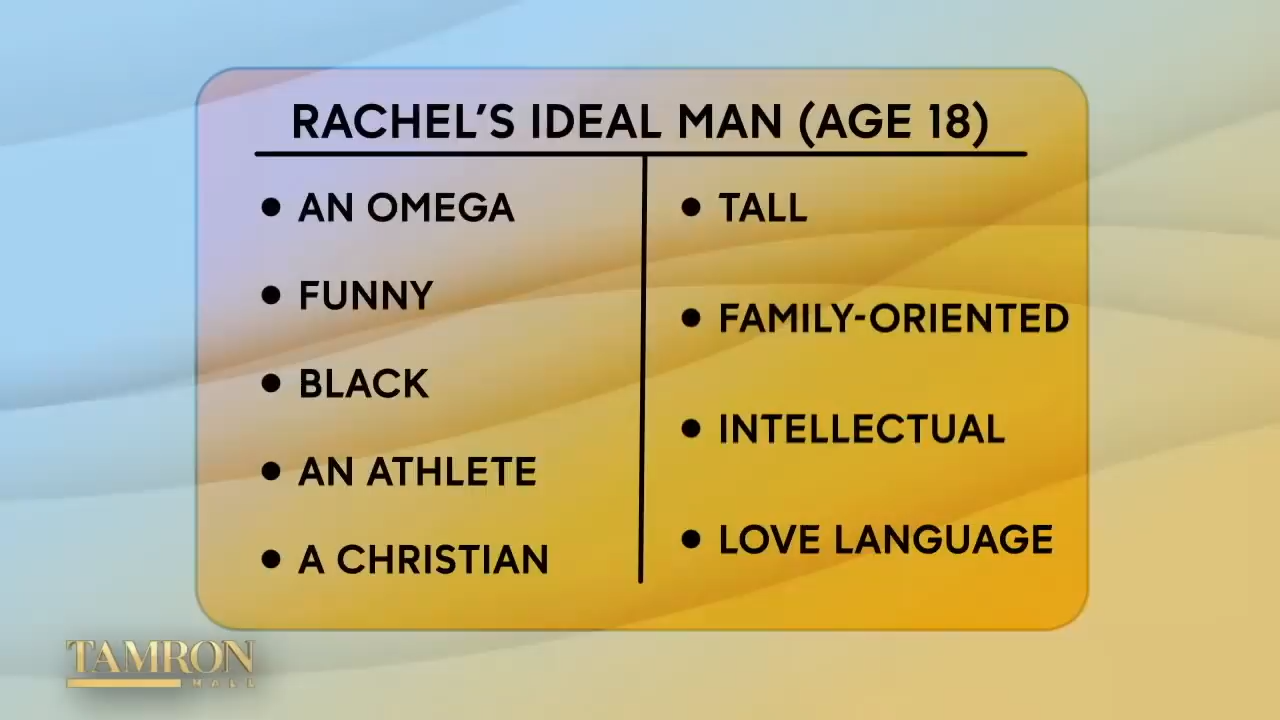 RACHEL'S IDEAL MAN (AGE 18)
• AN OMEGA
• FUNNY
• BLACK
• AN ATHLETE
• A CHRISTIAN
• TALL
• FAMILY-ORIENTED
• INTELLECTUAL
• LOVE LANGUAGE
TAMRON
HALL